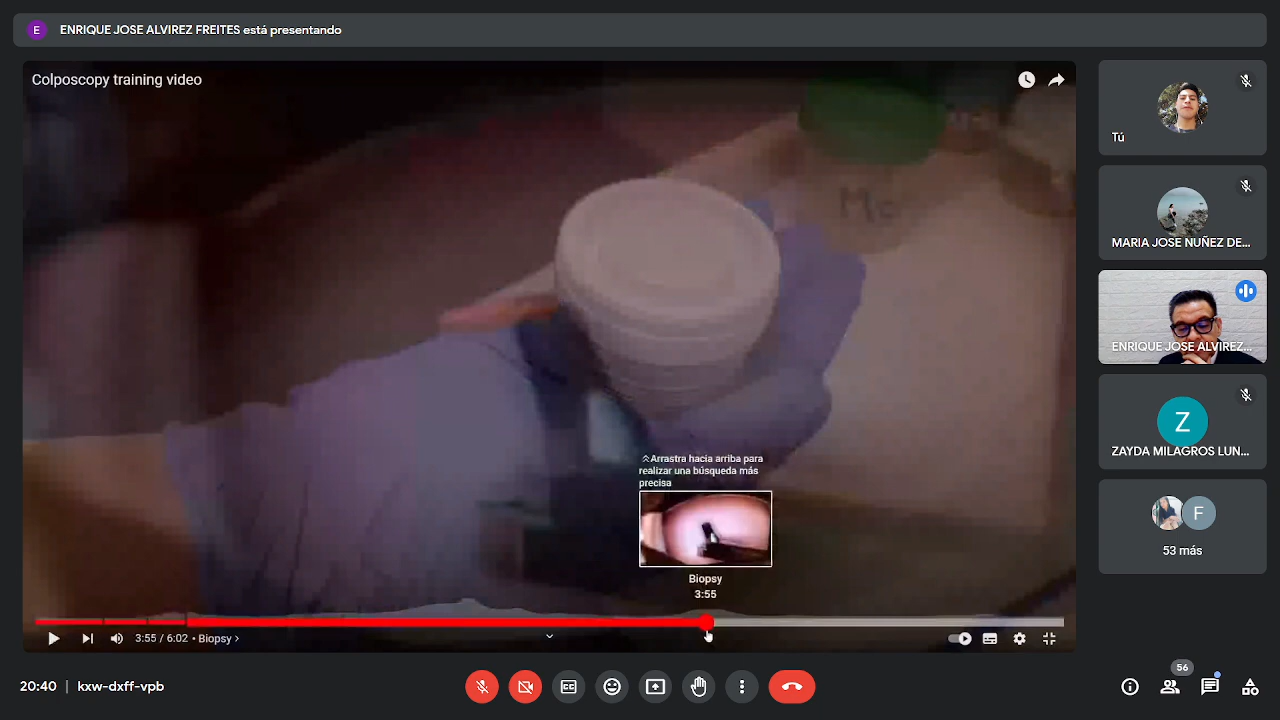 E
ENRIQUE JOSE ALVIREZ FREITES está presentando
Colposcopy training video
Tú
MARIA JOSE NUÑEZ DE...
ENRIQUE JOSE ALVIREZ...
Z
ZAYDA MILAGROS LUN...
F
53 más
Arrastra hacia arriba para
realizar una búsqueda más
precisa
Biopsy
3:55
3:55 / 6:02 • Biopsy
20:40 | kxw-dxff-vpb
56